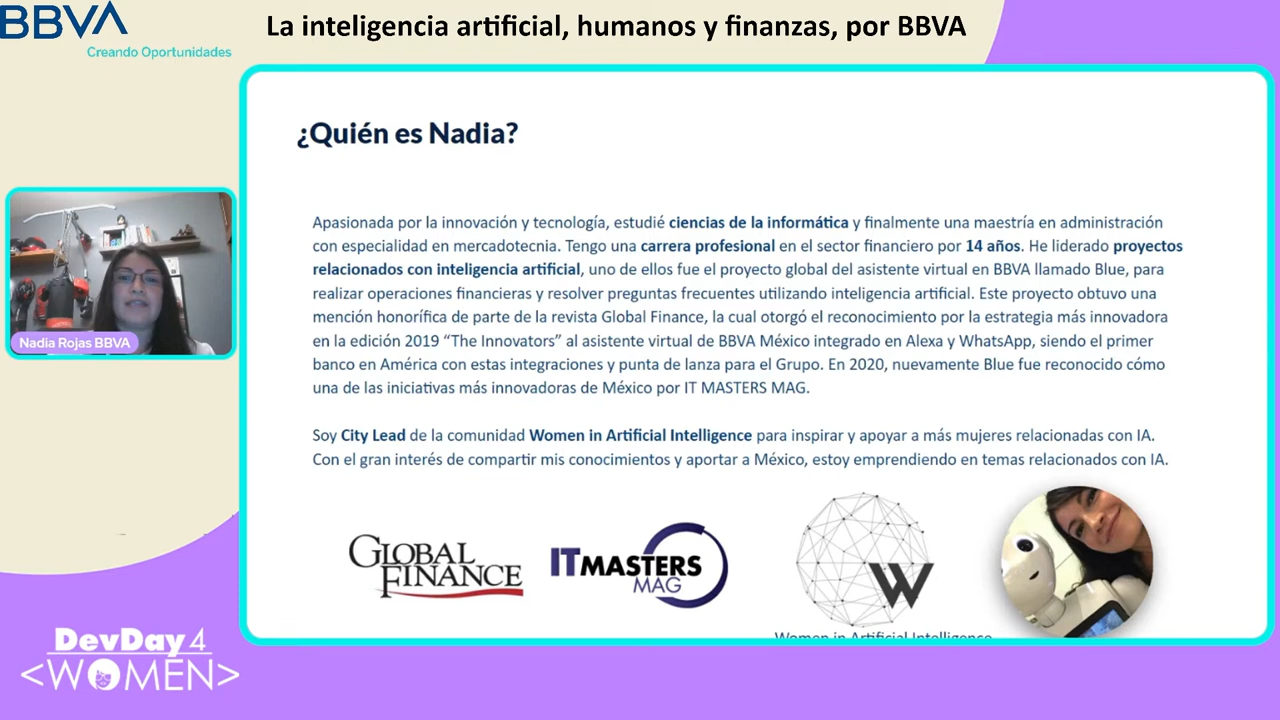 BBVA
Creando Oportunidades
La inteligencia artificial, humanos y finanzas, por BBVA
¿Quién es Nadia?
Apasionada por la innovación y tecnología, estudié ciencias de la informática y finalmente una maestría en administración
con especialidad en mercadotecnia. Tengo una carrera profesional en el sector financiero por 14 años. He liderado proyectos
relacionados con inteligencia artificial, uno de ellos fue el proyecto global del asistente virtual en BBVA llamado Blue, para
realizar operaciones financieras y resolver preguntas frecuentes utilizando inteligencia artificial. Este proyecto obtuvo una
mención honorífica de parte de la revista Global Finance, la cual otorgó el reconocimiento por la estrategia más innovadora
en la edición 2019 “The Innovators” al asistente virtual de BBVA México integrado en Alexa y WhatsApp, siendo el primer
banco en América con estas integraciones y punta de lanza para el Grupo. En 2020, nuevamente Blue fue reconocido cómo
una de las iniciativas más innovadoras de México por IT MASTERS MAG.
Soy City Lead de la comunidad Women in Artificial Intelligence para inspirar y apoyar a más mujeres relacionadas con IA.
Con el gran interés de compartir mis conocimientos y aportar a México, estoy emprendiendo en temas relacionados con IA.
Nadia Rojas BBVA
GLOBAL
FINANCE
ITMASTERS
MAG
W
Women in Artificial Intelligence
DevDay4
<WOMEN>